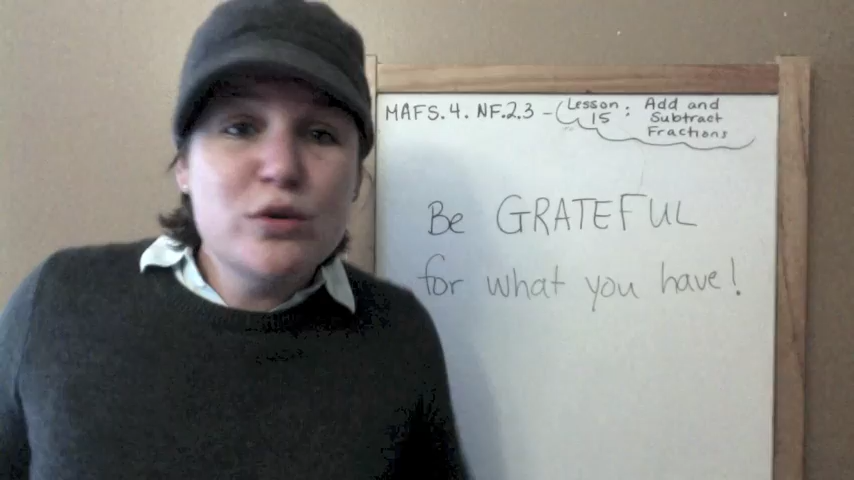 MAFS.4.NF.2.3 - Lesson 15 : Add and
Subtract
Fractions
Be GRATEFUL
for what you have!